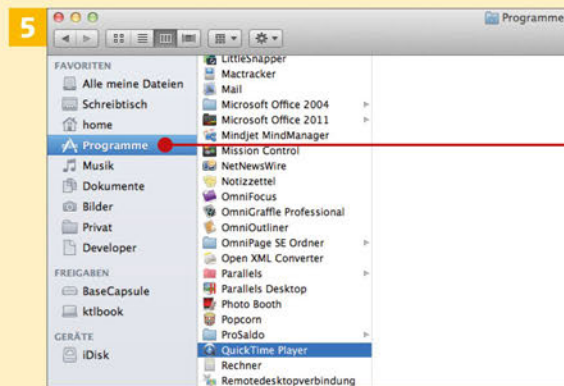 5
Programme
FAVORITEN
Alle meine Dateien
Schreibtisch
home
Programme
Musik
Dokumente
Bilder
Privat
Developer
FREIGABEN
BaseCapsule
ktlbook
GERÄTE
iDisk
LittleSnapper
Mactracker
Mail
Microsoft Office 2004
Microsoft Office 2011
Mindjet MindManager
Mission Control
NetNewsWire
Notizzettel
OmniFocus
OmniGraffle Professional
OmniOutliner
OmniPage SE Ordner
Open XML Converter
Parallels
Parallels Desktop
Photo Booth
Popcorn
ProSaldo
QuickTime Player
Rechner
Remotedesktopverbindung